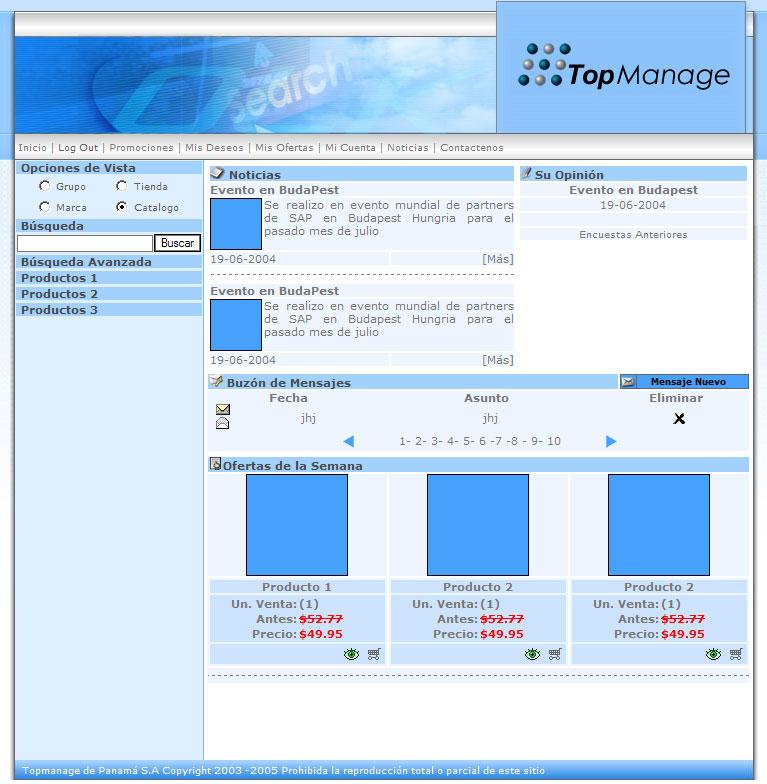 Search
TopManage
Inicio | Log Out | Promociones | Mis Deseos | Mis Ofertas | Mi Cuenta | Noticias | Contactenos
Opciones de Vista
Grupo Tienda
Marca Catalogo
Búsqueda
Buscar
Búsqueda Avanzada
Productos 1
Productos 2
Productos 3
Noticias
Evento en BudaPest
Se realizo en evento mundial de partners
de SAP en Budapest Hungria para el
pasado mes de julio
19-06-2004 [Más]
Evento en BudaPest
Se realizo en evento mundial de partners
de SAP en Budapest Hungria para el
pasado mes de julio
19-06-2004 [Más]
Su Opinión
Evento en BudaPest
19-06-2004
Encuestas Anteriores
Buzón de Mensajes Mensaje Nuevo
Fecha Asunto Eliminar
jhj jhj
1- 2- 3- 4- 5- 6 -7 -8 - 9- 10
Ofertas de la Semana
Producto 1
Un. Venta: (1)
Antes: $52.77
Precio: $49.95
Producto 2
Un. Venta: (1)
Antes: $52.77
Precio: $49.95
Producto 2
Un. Venta: (1)
Antes: $52.77
Precio: $49.95
Topmanage de Panamá S.A Copyright 2003 -2005 Prohibida la reproducción total o parcial de este sitio